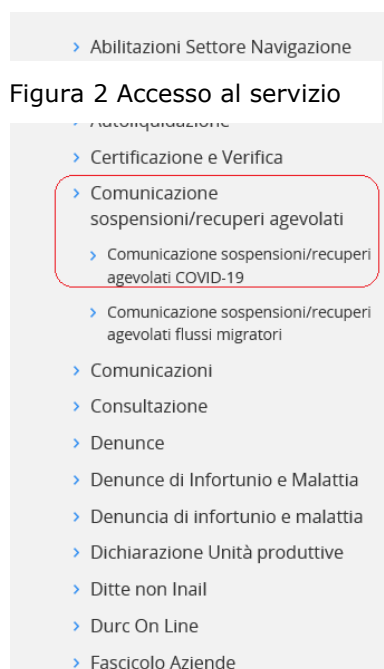 Abilitazioni Settore Navigazione
Figura 2 Accesso al servizio
Autoliquidazione
Certificazione e Verifica
Comunicazione
sospensioni/recuperi agevolati
Comunicazione sospensioni/recuperi
agevolati COVID-19
Comunicazione sospensioni/recuperi
agevolati flussi migratori
Comunicazioni
Consultazione
Denunce
Denunce di Infortunio e Malattia
Denuncia di infortunio e malattia
Dichiarazione Unità produttive
Ditte non Inail
Durc On Line
Fascicolo Aziende